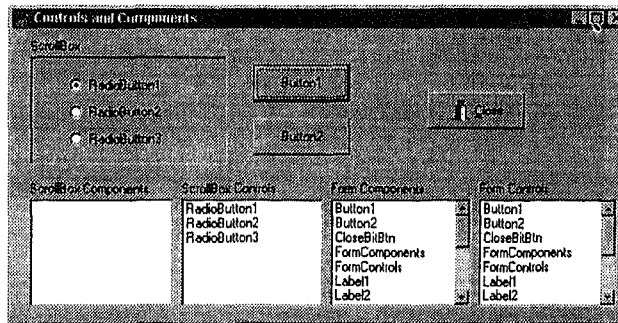 Controls and Components
ScrollBox
RadioButton1
RadioButton2
RadioButton3
Button1
Button2
Close
ScrollBox Components
ScrollBox Controls
RadioButton1
RadioButton2
RadioButton3
Form Components
Button1
Button2
CloseBitBtn
FormComponents
FormControls
Label1
Label2
Form Controls
Button1
Button2
CloseBitBtn
FormComponents
FormControls
Label1
Label2